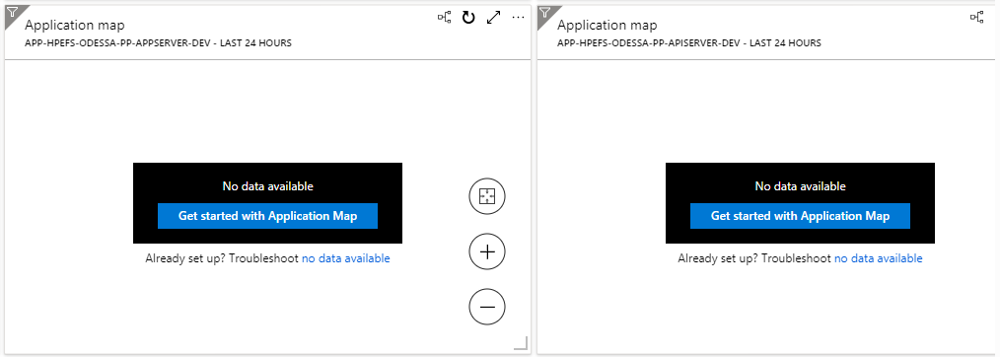 Application map
APP-HPEFS-ODESSA-PP-APPSERVER-DEV - LAST 24 HOURS
No data available
Get started with Application Map
Already set up? Troubleshoot no data available
Application map
APP-HPEFS-ODESSA-PP-APISERVER-DEV - LAST 24 HOURS
No data available
Get started with Application Map
Already set up? Troubleshoot no data available